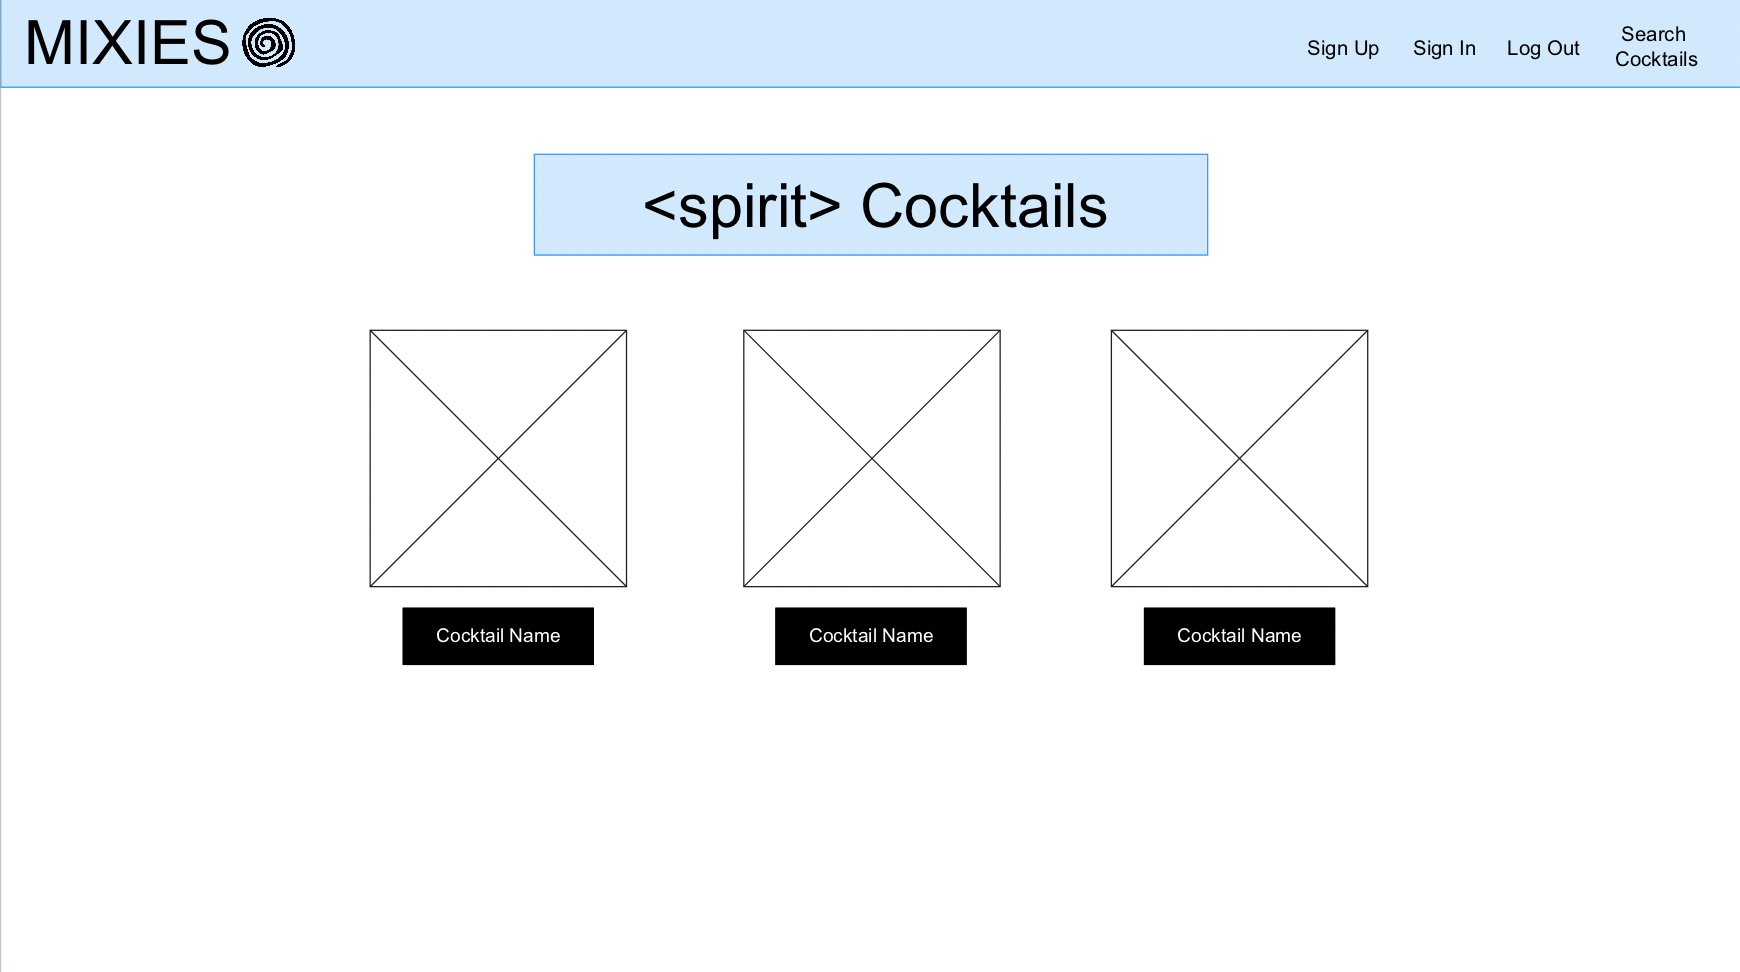 MIXIES
Sign Up
Sign In
Log Out
Search
Cocktails
<spirit> Cocktails
Cocktail Name
Cocktail Name
Cocktail Name